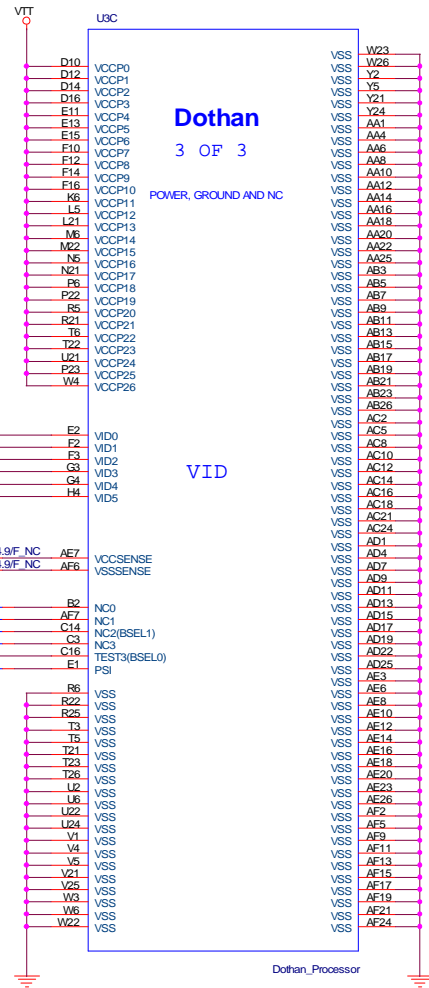 VTT
U3C
Dothan
3 OF 3
POWER, GROUND AND NC
VID
D10 VCCP0
D12 VCCP1
D14 VCCP2
D16 VCCP3
E11 VCCP4
E13 VCCP5
E15 VCCP6
F10 VCCP7
F12 VCCP8
F14 VCCP9
F16 VCCP10
K6 VCCP11
L5 VCCP12
L21 VCCP13
M6 VCCP14
M22 VCCP15
N5 VCCP16
N21 VCCP17
P6 VCCP18
P22 VCCP19
R5 VCCP20
R21 VCCP21
T6 VCCP22
T22 VCCP23
U21 VCCP24
P23 VCCP25
W4 VCCP26
E2 VID0
F2 VID1
F3 VID2
G3 VID3
G4 VID4
H4 VID5
4.9/F_NC AE7 VCCSENSE
4.9/F_NC AF6 VSSSENSE
B2 NC0
AF7 NC1
C14 NC2(BSEL1)
C3 NC3
C16 TEST3(BSEL0)
E1 PSI
R6 VSS
R22 VSS
R25 VSS
T3 VSS
T5 VSS
T21 VSS
T23 VSS
T26 VSS
U2 VSS
U6 VSS
U22 VSS
U24 VSS
V1 VSS
V4 VSS
V5 VSS
V21 VSS
V25 VSS
W3 VSS
W6 VSS
W22 VSS
VSS W23
VSS W26
VSS Y2
VSS Y5
VSS Y21
VSS Y24
VSS AA1
VSS AA4
VSS AA6
VSS AA8
VSS AA10
VSS AA12
VSS AA14
VSS AA16
VSS AA18
VSS AA20
VSS AA22
VSS AA25
VSS AB3
VSS AB5
VSS AB7
VSS AB9
VSS AB11
VSS AB13
VSS AB15
VSS AB17
VSS AB19
VSS AB21
VSS AB23
VSS AB26
VSS AC2
VSS AC5
VSS AC8
VSS AC10
VSS AC12
VSS AC14
VSS AC16
VSS AC18
VSS AC21
VSS AC24
VSS AD1
VSS AD4
VSS AD7
VSS AD9
VSS AD11
VSS AD13
VSS AD15
VSS AD17
VSS AD19
VSS AD22
VSS AD25
VSS AE3
VSS AE6
VSS AE8
VSS AE10
VSS AE12
VSS AE14
VSS AE16
VSS AE18
VSS AE20
VSS AE23
VSS AE26
VSS AF2
VSS AF5
VSS AF9
VSS AF11
VSS AF13
VSS AF15
VSS AF17
VSS AF19
VSS AF21
VSS AF24
Dothan_Processor